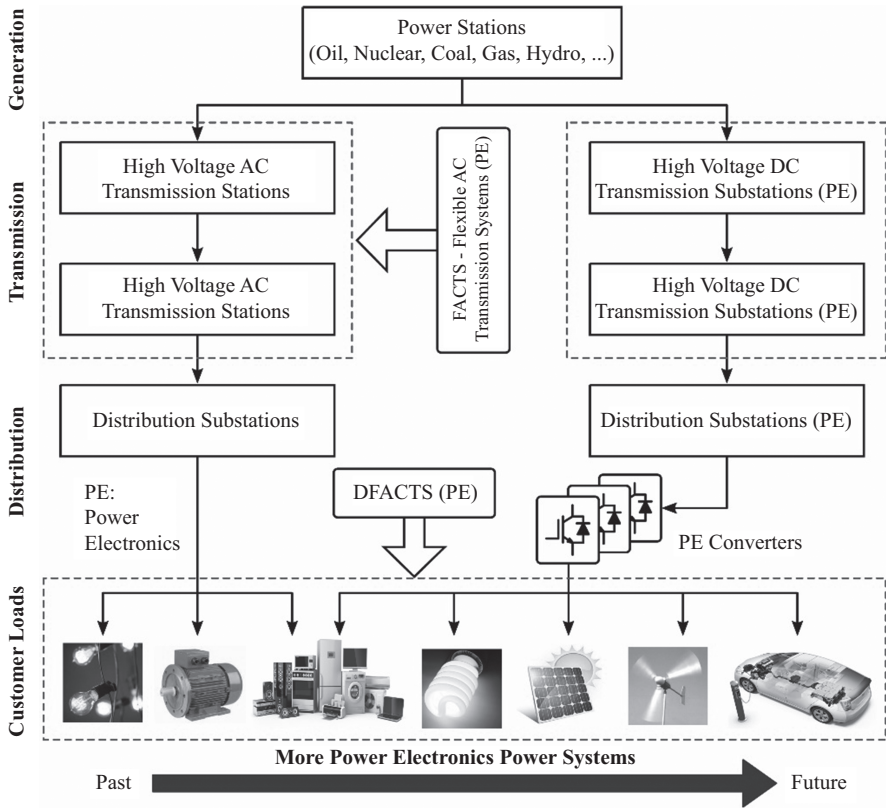 Generation
Power Stations
(Oil, Nuclear, Coal, Gas, Hydro, ...)
Transmission
High Voltage AC
Transmission Stations
High Voltage AC
Transmission Stations
FACTS - Flexible AC
Transmission Systems (PE)
High Voltage DC
Transmission Substations (PE)
High Voltage DC
Transmission Substations (PE)
Distribution
Distribution Substations
Distribution Substations (PE)
PE:
Power
Electronics
DFACTS (PE)
PE Converters
Customer Loads
More Power Electronics Power Systems
Past
Future